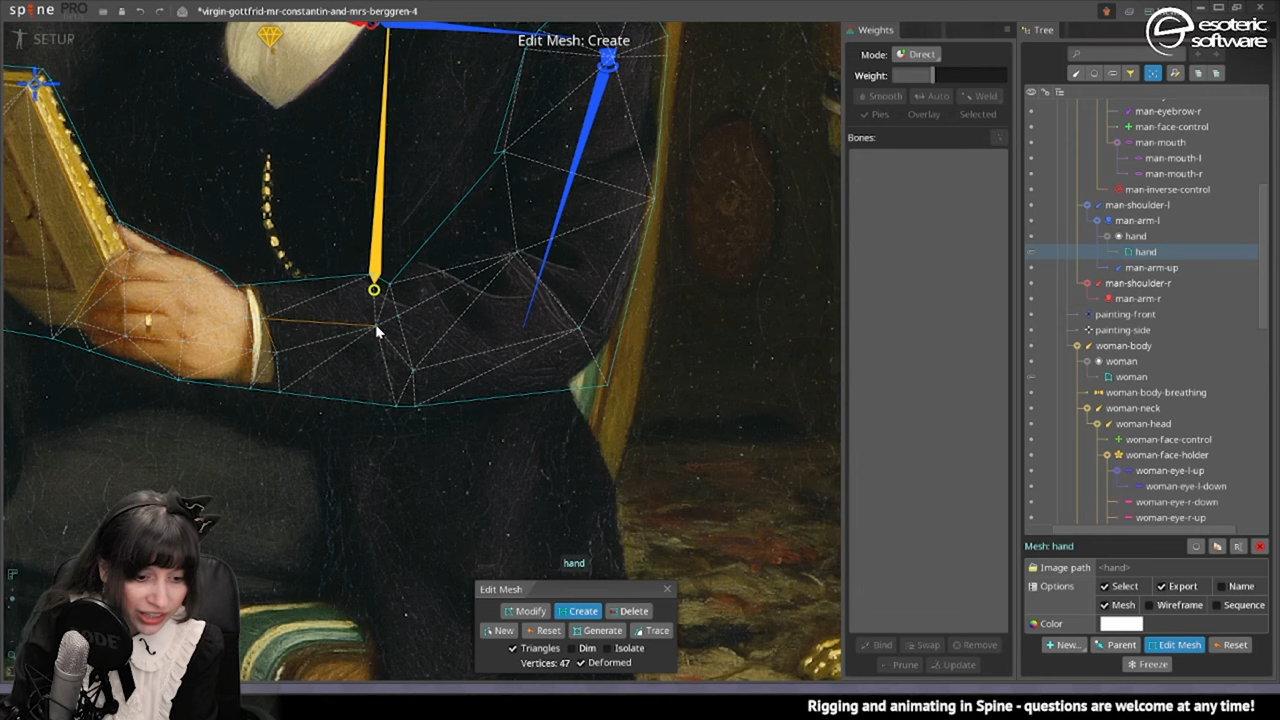 spine PRO
*virgin-gottfrid-mr-constantin-and-mrs-berggren-4
SETUP
Edit Mesh: Create
Weights
Mode: Direct
Weight:
Smooth
Auto
Weld
Pies
Overlay
Selected
Bones:
Bind
Swap
Remove
Prune
Update
Tree
esoteric
software
man-eyebrow-r
man-face-control
man-mouth
man-mouth-l
man-mouth-r
man-inverse-control
man-shoulder-l
man-arm-l
hand
hand
man-arm-up
man-shoulder-r
man-arm-r
painting-front
painting-side
woman-body
woman
woman
woman-body-breathing
woman-neck
woman-head
woman-face-control
woman-face-holder
woman-eye-l-up
woman-eye-l-down
woman-eye-r-down
woman-eye-r-up
Mesh: hand
Image path <hand>
Options Select Export Name
Mesh Wireframe Sequence
Color
New... Parent Edit Mesh Reset
Freeze
hand
Edit Mesh
Modify Create Delete
New Reset Generate Trace
Triangles Dim Isolate
Vertices: 47 Deformed
Rigging and animating in Spine - questions are welcome at any time!